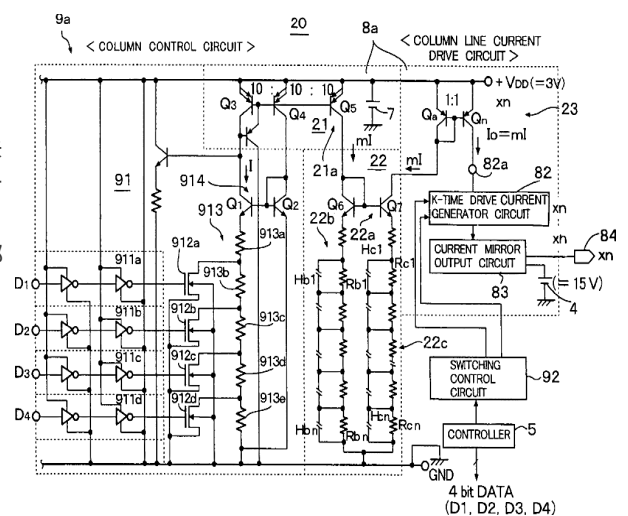 9a
20
8a
< COLUMN CONTROL CIRCUIT >
< COLUMN LINE CURRENT
DRIVE CIRCUIT >
+VDD(=3V)
10 : 10 : 10
Q3
Q4
Q5
7
1:1
Qa
Qn
xn
23
21
21a
mI
22
mI
Io=mI
82a
82
91
914
I
Q1
Q2
Q6
Q7
22b
22a
K-TIME DRIVE CURRENT
GENERATOR CIRCUIT
xn
913
913a
xn
84
xn
911a
912a
913b
Hc1
Rc1
CURRENT MIRROR
OUTPUT CIRCUIT
83
4
(= 15V)
D1
911b
912b
Hb1
Rb1
913c
D2
911c
912c
22c
913d
D3
911d
912d
SWITCHING
CONTROL
CIRCUIT
92
913e
D4
Hbn
Rbn
Hcn
Rcn
CONTROLLER
5
GND
4 bit DATA
(D1, D2, D3, D4)